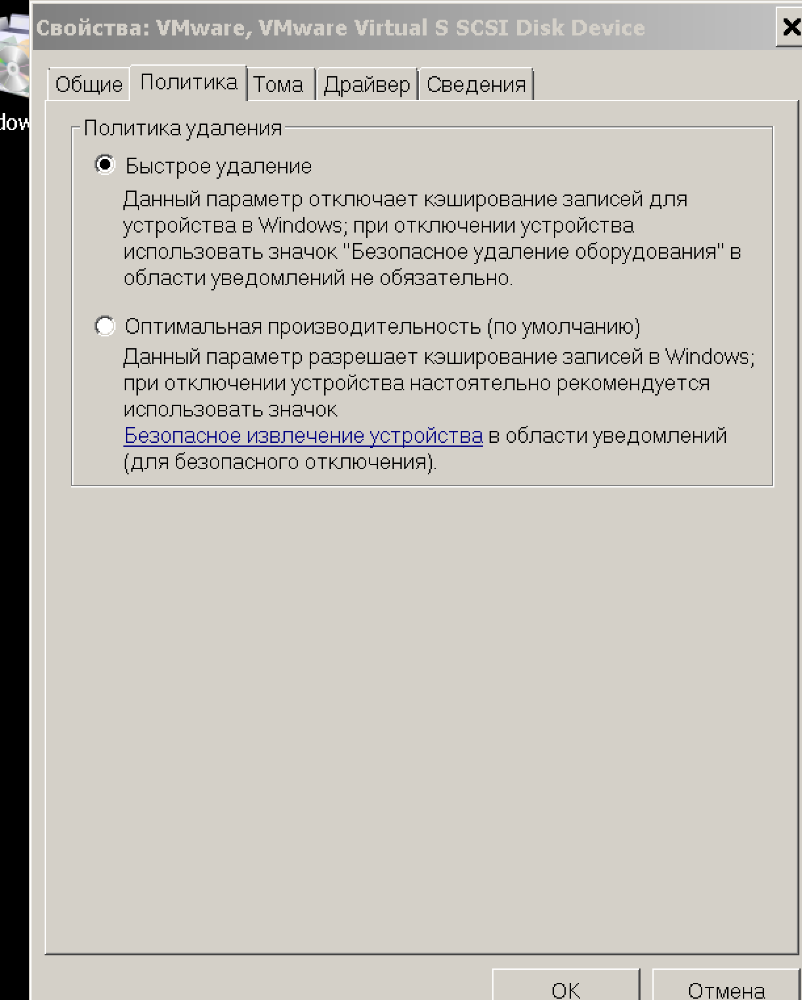 Свойства: VMware, VMware Virtual S SCSI Disk Device
Общие
Политика
Тома
Драйвер
Сведения
Политика удаления
Быстрое удаление
Данный параметр отключает кэширование записей для
устройства в Windows; при отключении устройства
использовать значок "Безопасное удаление оборудования" в
области уведомлений не обязательно.
Оптимальная производительность (по умолчанию)
Данный параметр разрешает кэширование записей в Windows;
при отключении устройства настоятельно рекомендуется
использовать значок
Безопасное извлечение устройства в области уведомлений
(для безопасного отключения).
ОК
Отмена